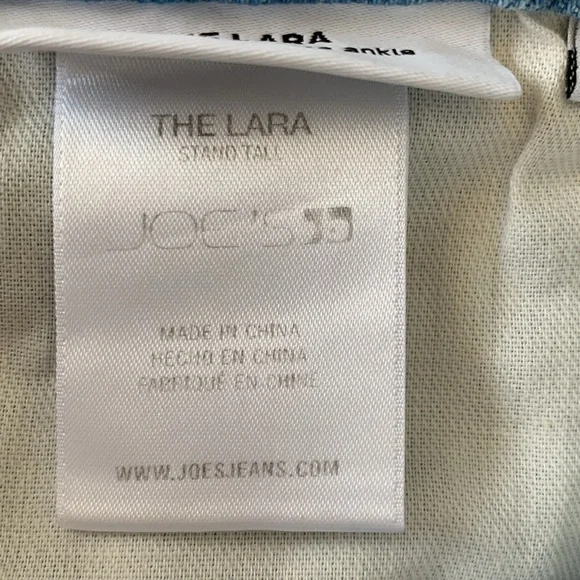 THE LARA
ankle
THE LARA
STAND TALL
JOE'S
MADE IN CHINA
HECHO EN CHINA
FABRIQUÉ EN CHINE
WWW.JOESJEANS.COM